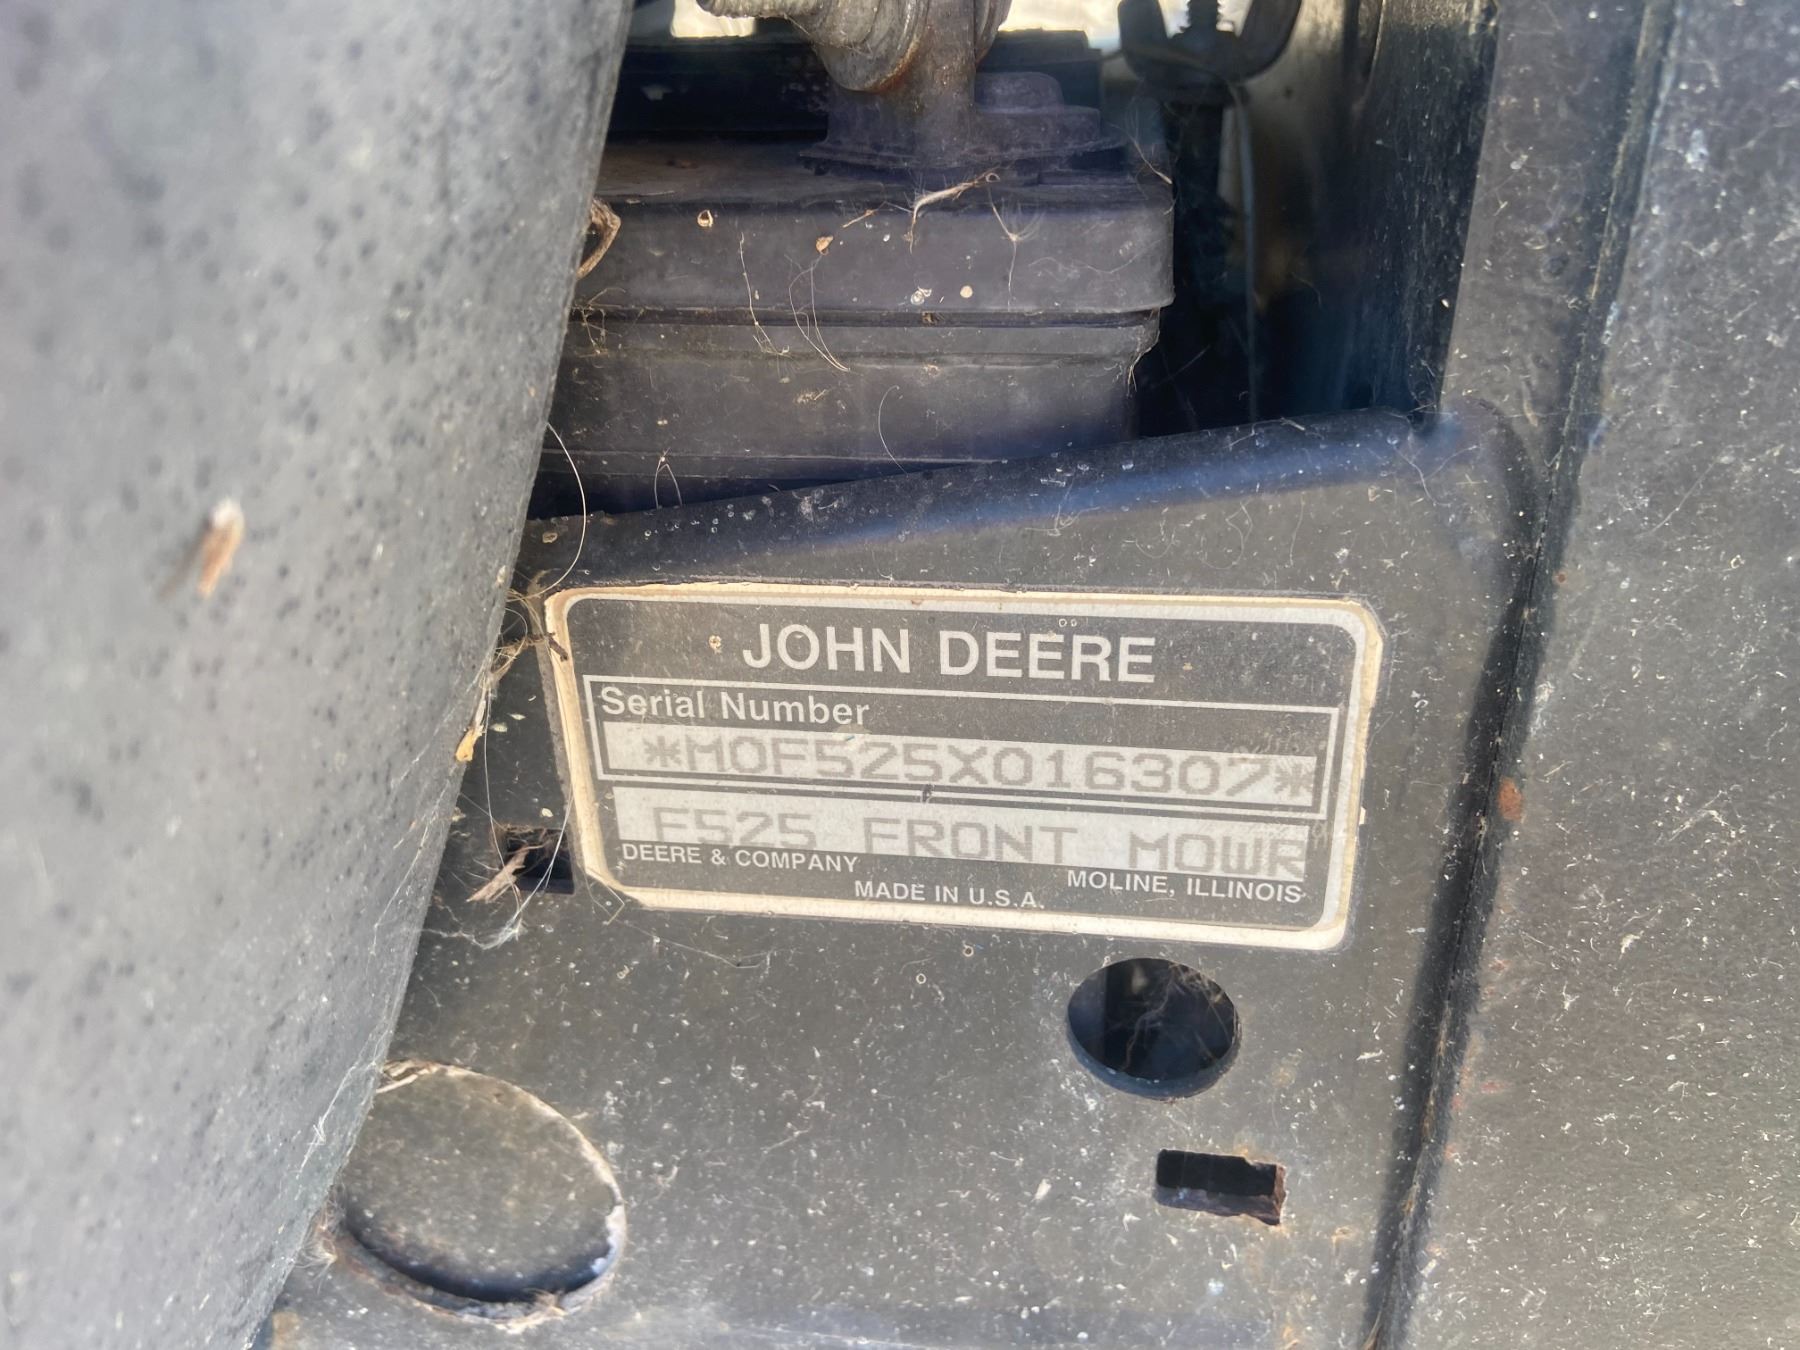 JOHN DEERE
Serial Number
*M0F525X016307*
F525 FRONT MOWR
DEERE & COMPANY MOLINE, ILLINOIS
MADE IN U.S.A.